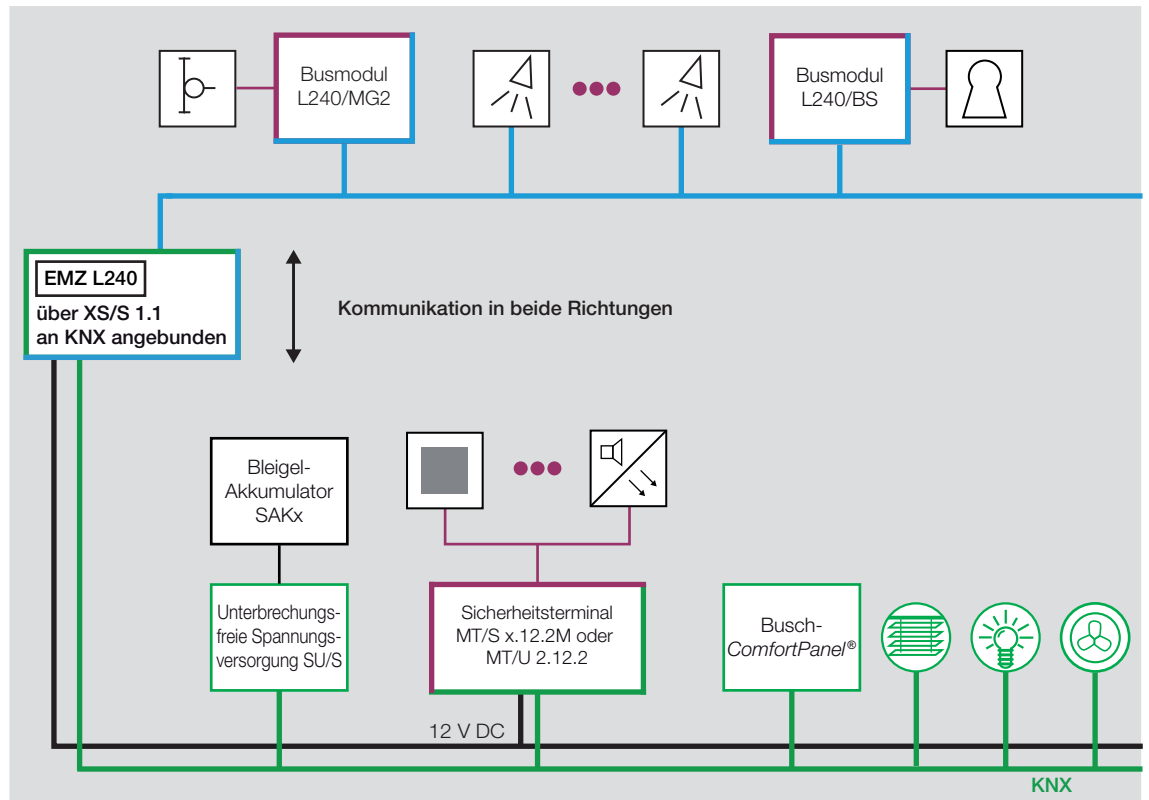 Busmodul
L240/MG2
Busmodul
L240/BS
EMZ L240
über XS/S 1.1
an KNX angebunden
Kommunikation in beide Richtungen
Bleigel-
Akkumulator
SAKx
Unterbrechungs-
freie Spannungs-
versorgung SU/S
Sicherheitsterminal
MT/S x.12.2M oder
MT/U 2.12.2
Busch-
ComfortPanel®
12 V DC
KNX